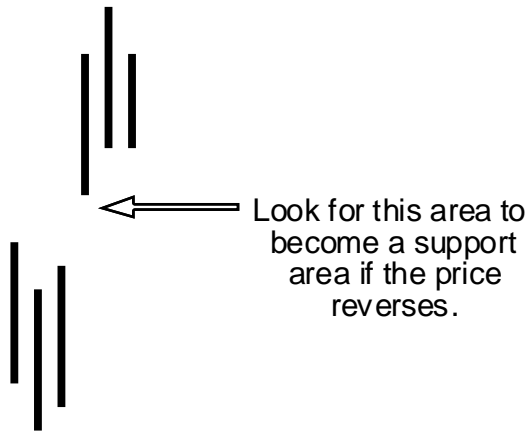 Look for this area to
become a support
area if the price
reverses.